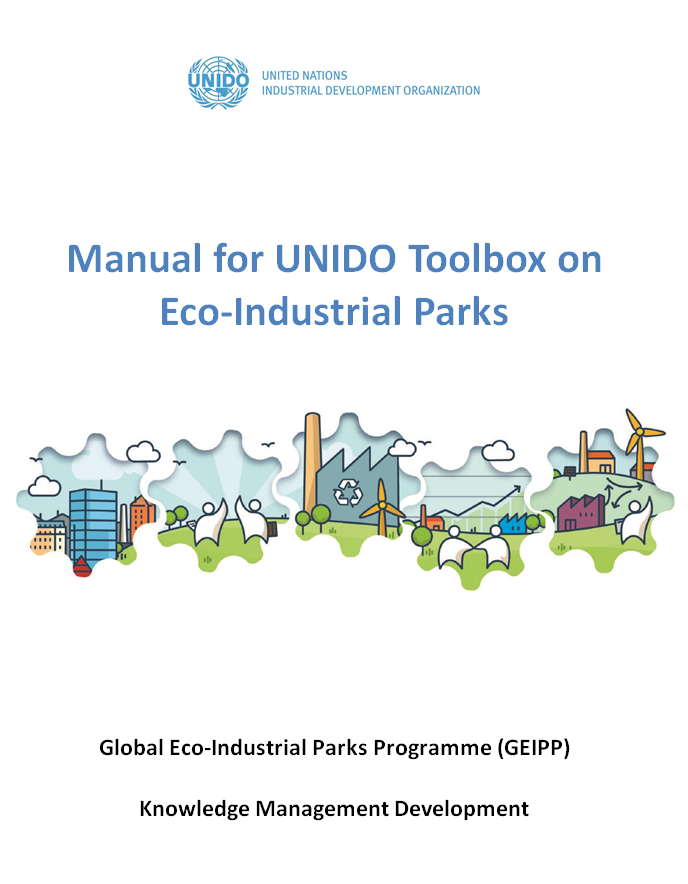 UNIDO
UNITED NATIONS
INDUSTRIAL DEVELOPMENT ORGANIZATION
Manual for UNIDO Toolbox on
Eco-Industrial Parks
Global Eco-Industrial Parks Programme (GEIPP)
Knowledge Management Development